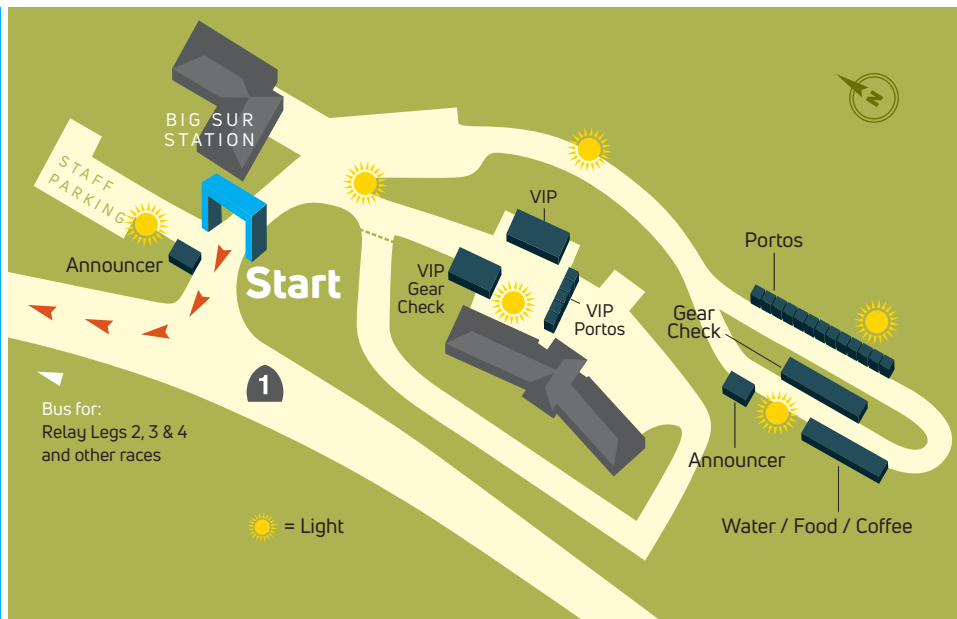 BIG SUR
STATION
STAFF
PARKING
Announcer
Start
VIP
VIP
Gear
Check
VIP
Portos
Portos
Gear
Check
Announcer
Water / Food / Coffee
N
1
Bus for:
Relay Legs 2, 3 & 4
and other races
= Light